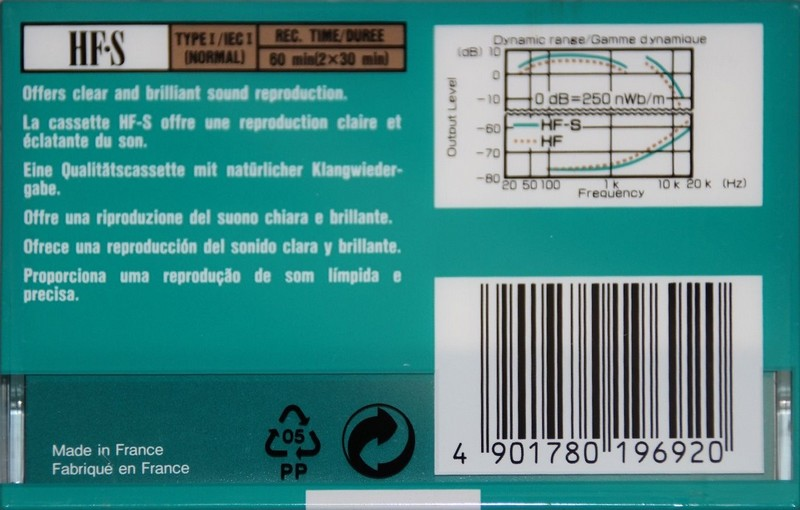 HF·S
TYPE I/IEC I
(NORMAL)
REC. TIME/DURÉE
60 min(2×30 min)
Offers clear and brilliant sound reproduction.
La cassette HF-S offre une reproduction claire et
éclatante du son.
Eine Qualitätscassette mit natürlicher Klangwieder-
gabe.
Offre una riproduzione del suono chiara e brillante.
Ofrece una reproducción del sonido clara y brillante.
Proporciona uma reprodução de som límpida e
precisa.
Dynamic range/Gamme dynamique
(dB) 10
0
-10
0 dB=250 nWb/m
-60
-70
-80
HF-S
HF
Output Level
20 50 100 1 k 10 k 20 k (Hz)
Frequency
Made in France
Fabriqué en France
05
PP
4 901780 196920